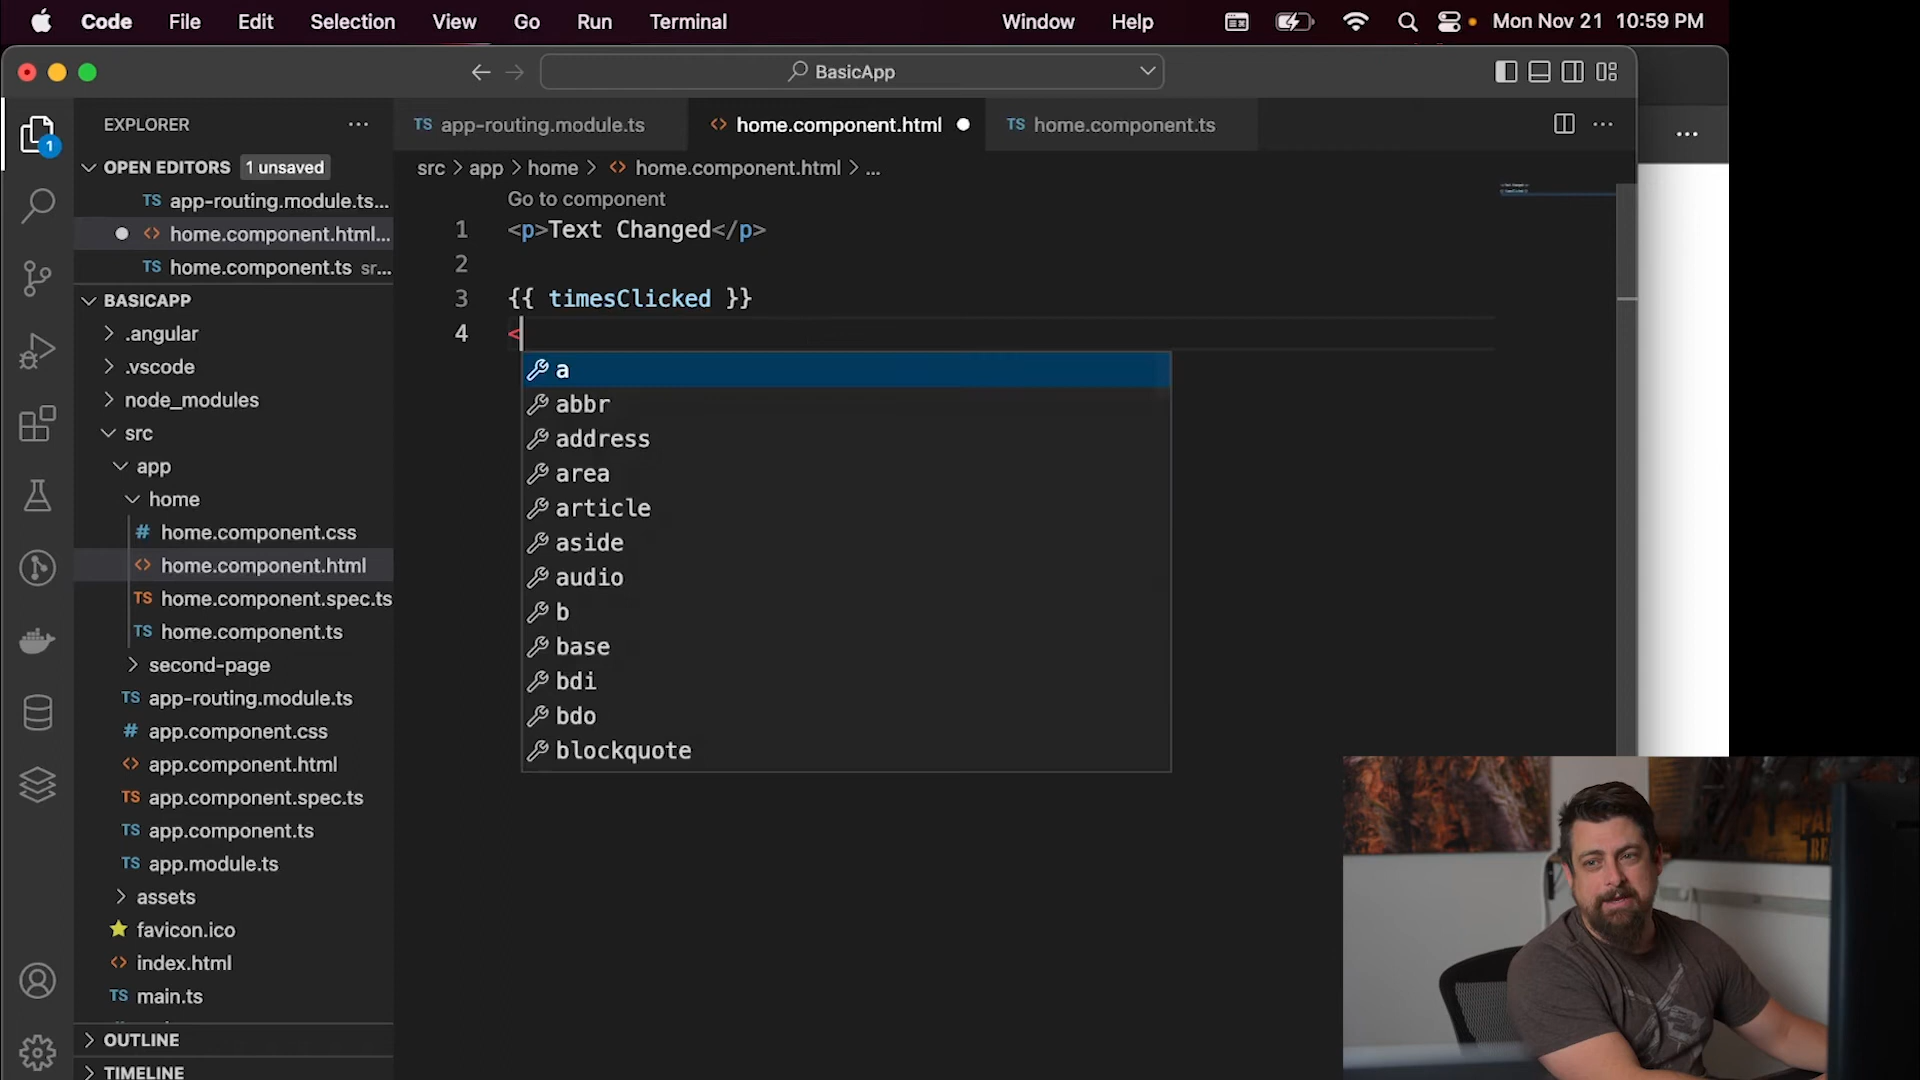 Code File Edit Selection View Go Run Terminal Window Help Mon Nov 21 10:59 PM
BasicApp
EXPLORER
1
OPEN EDITORS 1 unsaved
TS app-routing.module.ts...
<> home.component.html...
TS home.component.ts sr...
BASICAPP
.angular
.vscode
node_modules
src
app
home
# home.component.css
<> home.component.html
TS home.component.spec.ts
TS home.component.ts
second-page
TS app-routing.module.ts
# app.component.css
<> app.component.html
TS app.component.spec.ts
TS app.component.ts
TS app.module.ts
assets
favicon.ico
<> index.html
TS main.ts
OUTLINE
TIMELINE
TS app-routing.module.ts <> home.component.html TS home.component.ts
src > app > home > <> home.component.html > ...
Go to component
1 <p>Text Changed</p>
2
3 {{ timesClicked }}
4 <
a
abbr
address
area
article
aside
audio
b
base
bdi
bdo
blockquote